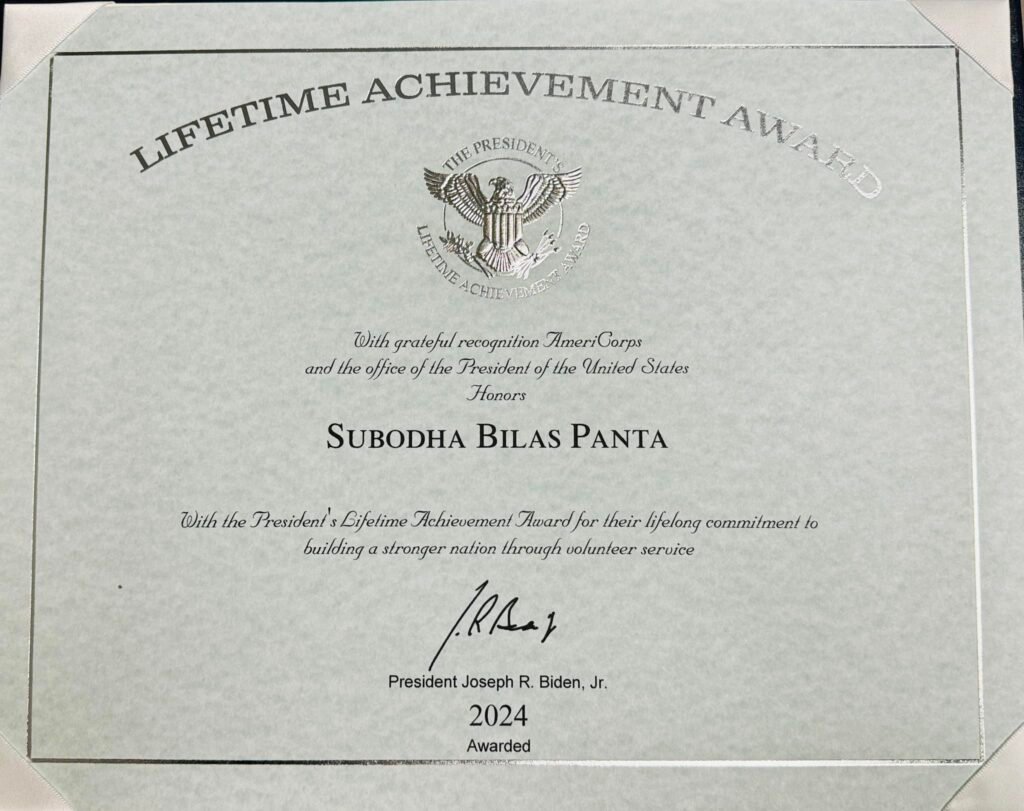 LIFETIME ACHIEVEMENT AWARD
THE PRESIDENT'S
LIFETIME ACHIEVEMENT AWARD
With grateful recognition AmeriCorps
and the office of the President of the United States
Honors
SUBODHA BILAS PANTA
With the President's Lifetime Achievement Award for their lifelong commitment to
building a stronger nation through volunteer service
President Joseph R. Biden, Jr.
2024
Awarded